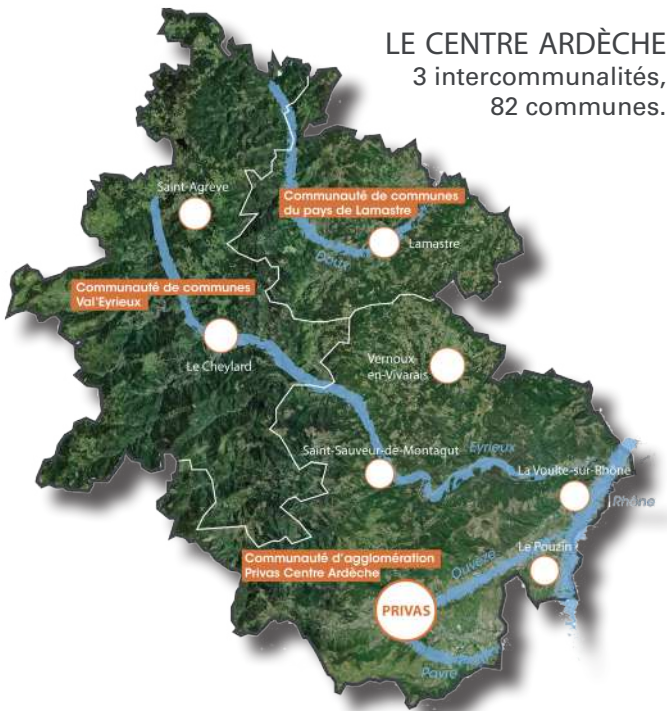 LE CENTRE ARDÈCHE
3 intercommunalités,
82 communes.
Saint-Agrève
Communauté de communes
du pays de Lamastre
Lamastre
Doux
Communauté de communes
Val'Eyrieux
Le Cheylard
Vernoux
en-Vivarais
Saint-Sauveur-de-Montagut
Eyrieux
La Voulte-sur-Rhône
Rhône
Le Pouzin
Communauté d'agglomération
Privas Centre Ardèche
Ouvèze
PRIVAS
Payre